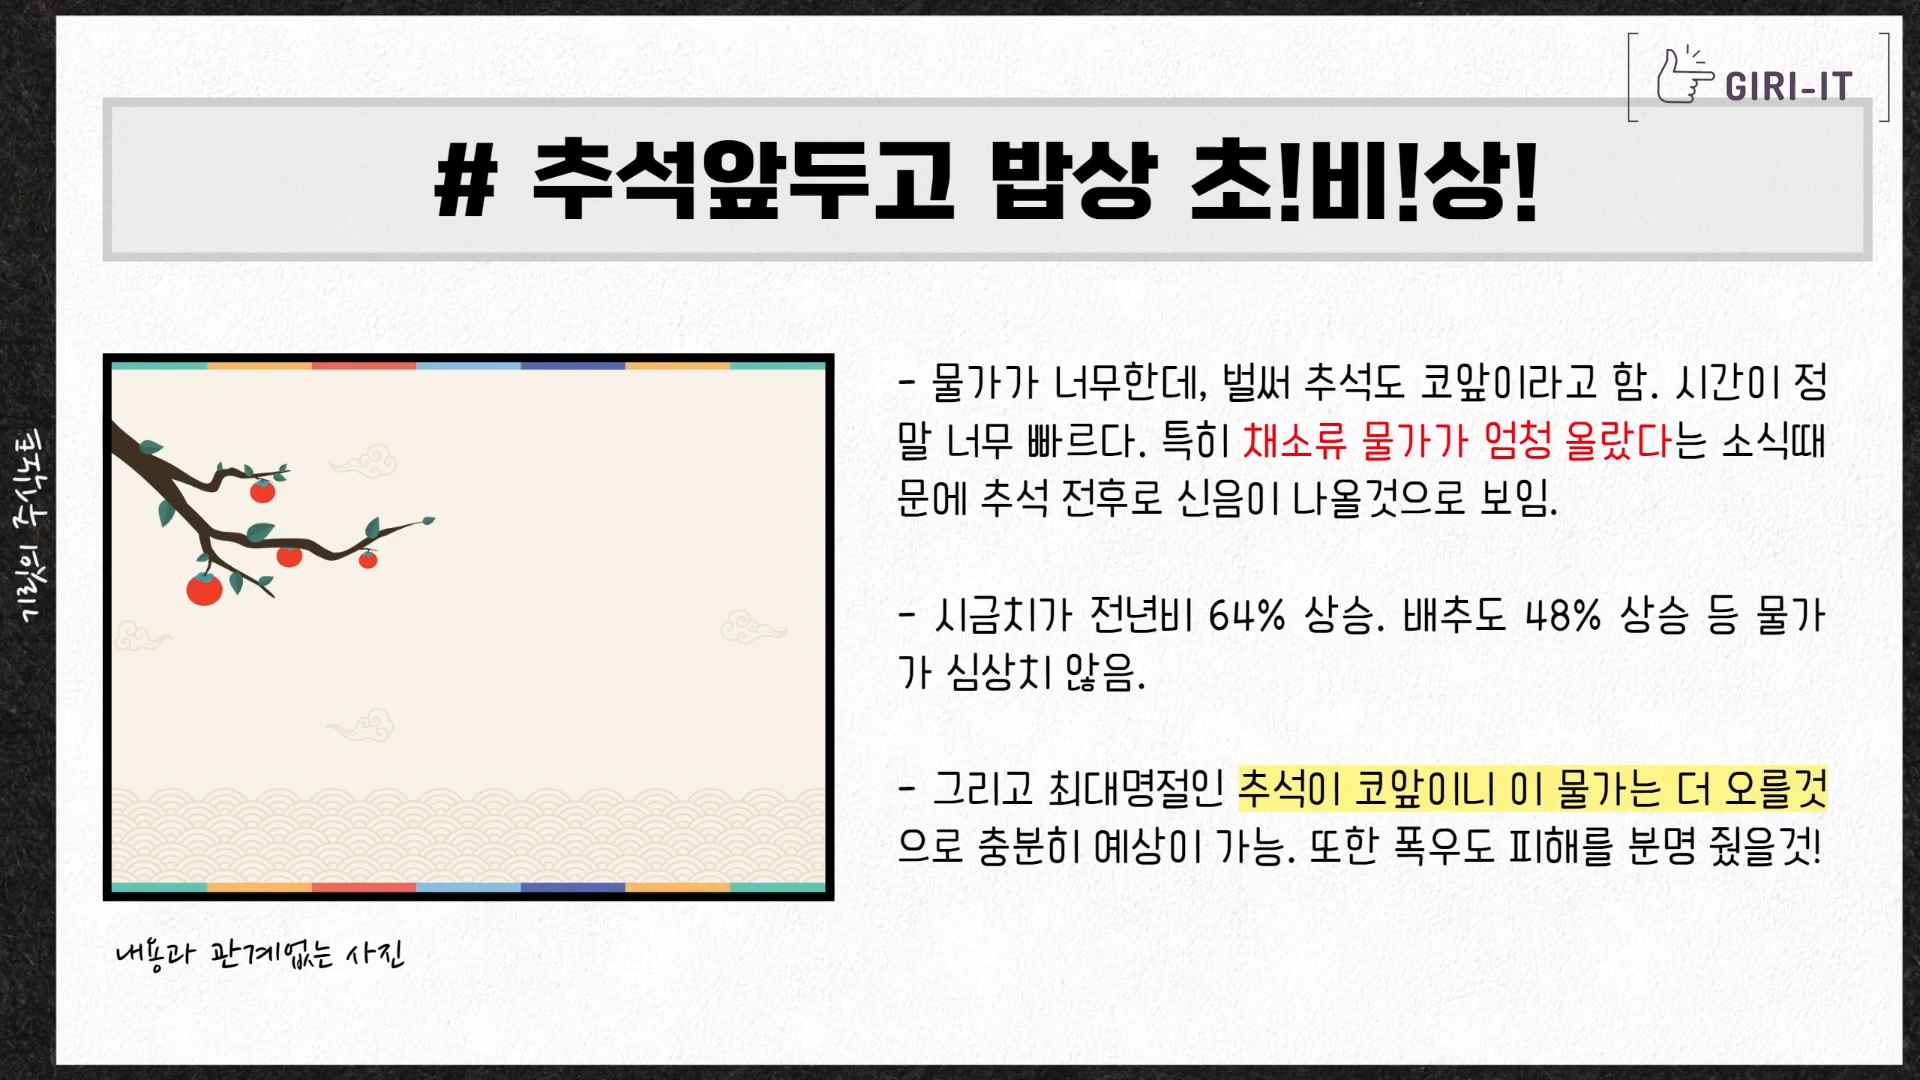 GIRI-IT
# 추석앞두고 밥상 초!비!상!
기릿의 주식노트
- 물가가 너무한데, 벌써 추석도 코앞이라고 함. 시간이 정
말 너무 빠르다. 특히 채소류 물가가 엄청 올랐다는 소식때
문에 추석 전후로 신음이 나올것으로 보임.
- 시금치가 전년비 64% 상승. 배추도 48% 상승 등 물가
가 심상치 않음.
- 그리고 최대명절인 추석이 코앞이니 이 물가는 더 오를것
으로 충분히 예상이 가능. 또한 폭우도 피해를 분명 줬을것!
내용과 관계없는 사진